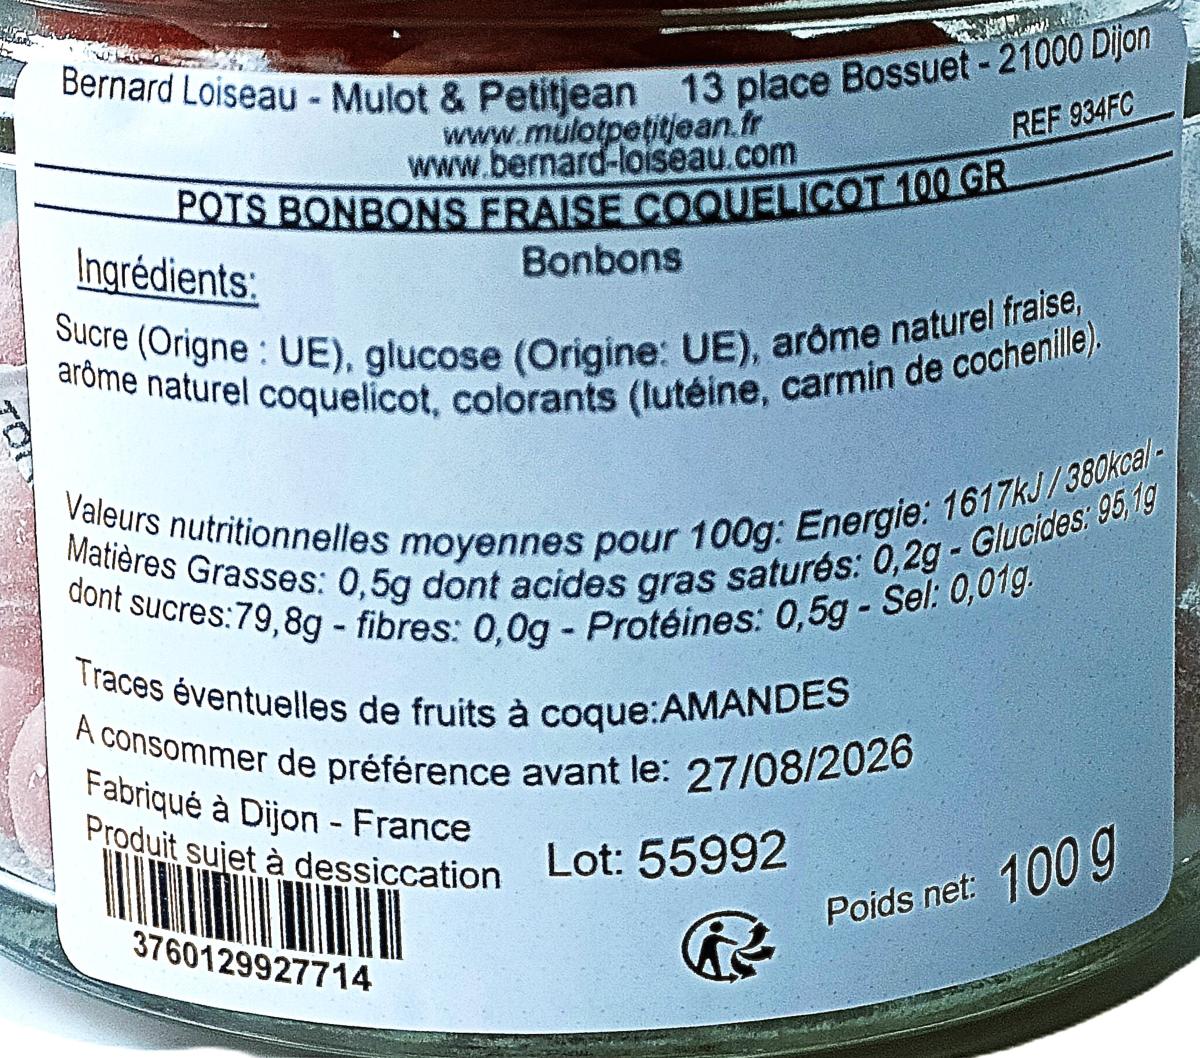 Bernard Loiseau - Mulot & Petitjean 13 place Bossuet - 21000 Dijon
www.mulotpetitjean.fr
REF 934FC
www.bernard-loiseau.com
POTS BONBONS FRAISE COQUELICOT 100 GR
Bonbons
Ingrédients:
Sucre (Origne : UE), glucose (Origine: UE), arôme naturel fraise,
arôme naturel coquelicot, colorants (lutéine, carmin de cochenille).
Valeurs nutritionnelles moyennes pour 100g: Energie: 1617kJ / 380kcal -
Matières Grasses: 0,5g dont acides gras saturés: 0,2g - Glucides: 95,1g
dont sucres:79,8g - fibres: 0,0g - Protéines: 0,5g - Sel: 0,01g.
Traces éventuelles de fruits à coque:AMANDES
A consommer de préférence avant le: 27/08/2026
Fabriqué à Dijon - France
Produit sujet à dessiccation
Lot: 55992
Poids net: 100 g
3760129927714